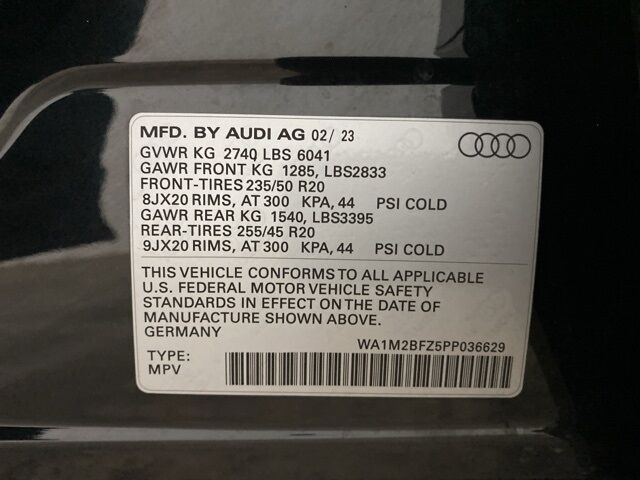 MFD. BY AUDI AG 02/ 23
GVWR KG 2740 LBS 6041
GAWR FRONT KG 1285, LBS2833
FRONT-TIRES 235/50 R20
8JX20 RIMS, AT 300 KPA, 44 PSI COLD
GAWR REAR KG 1540, LBS3395
REAR-TIRES 255/45 R20
9JX20 RIMS, AT 300 KPA, 44 PSI COLD
THIS VEHICLE CONFORMS TO ALL APPLICABLE
U.S. FEDERAL MOTOR VEHICLE SAFETY
STANDARDS IN EFFECT ON THE DATE OF
MANUFACTURE SHOWN ABOVE.
GERMANY
WA1M2BFZ5PP036629
TYPE:
MPV